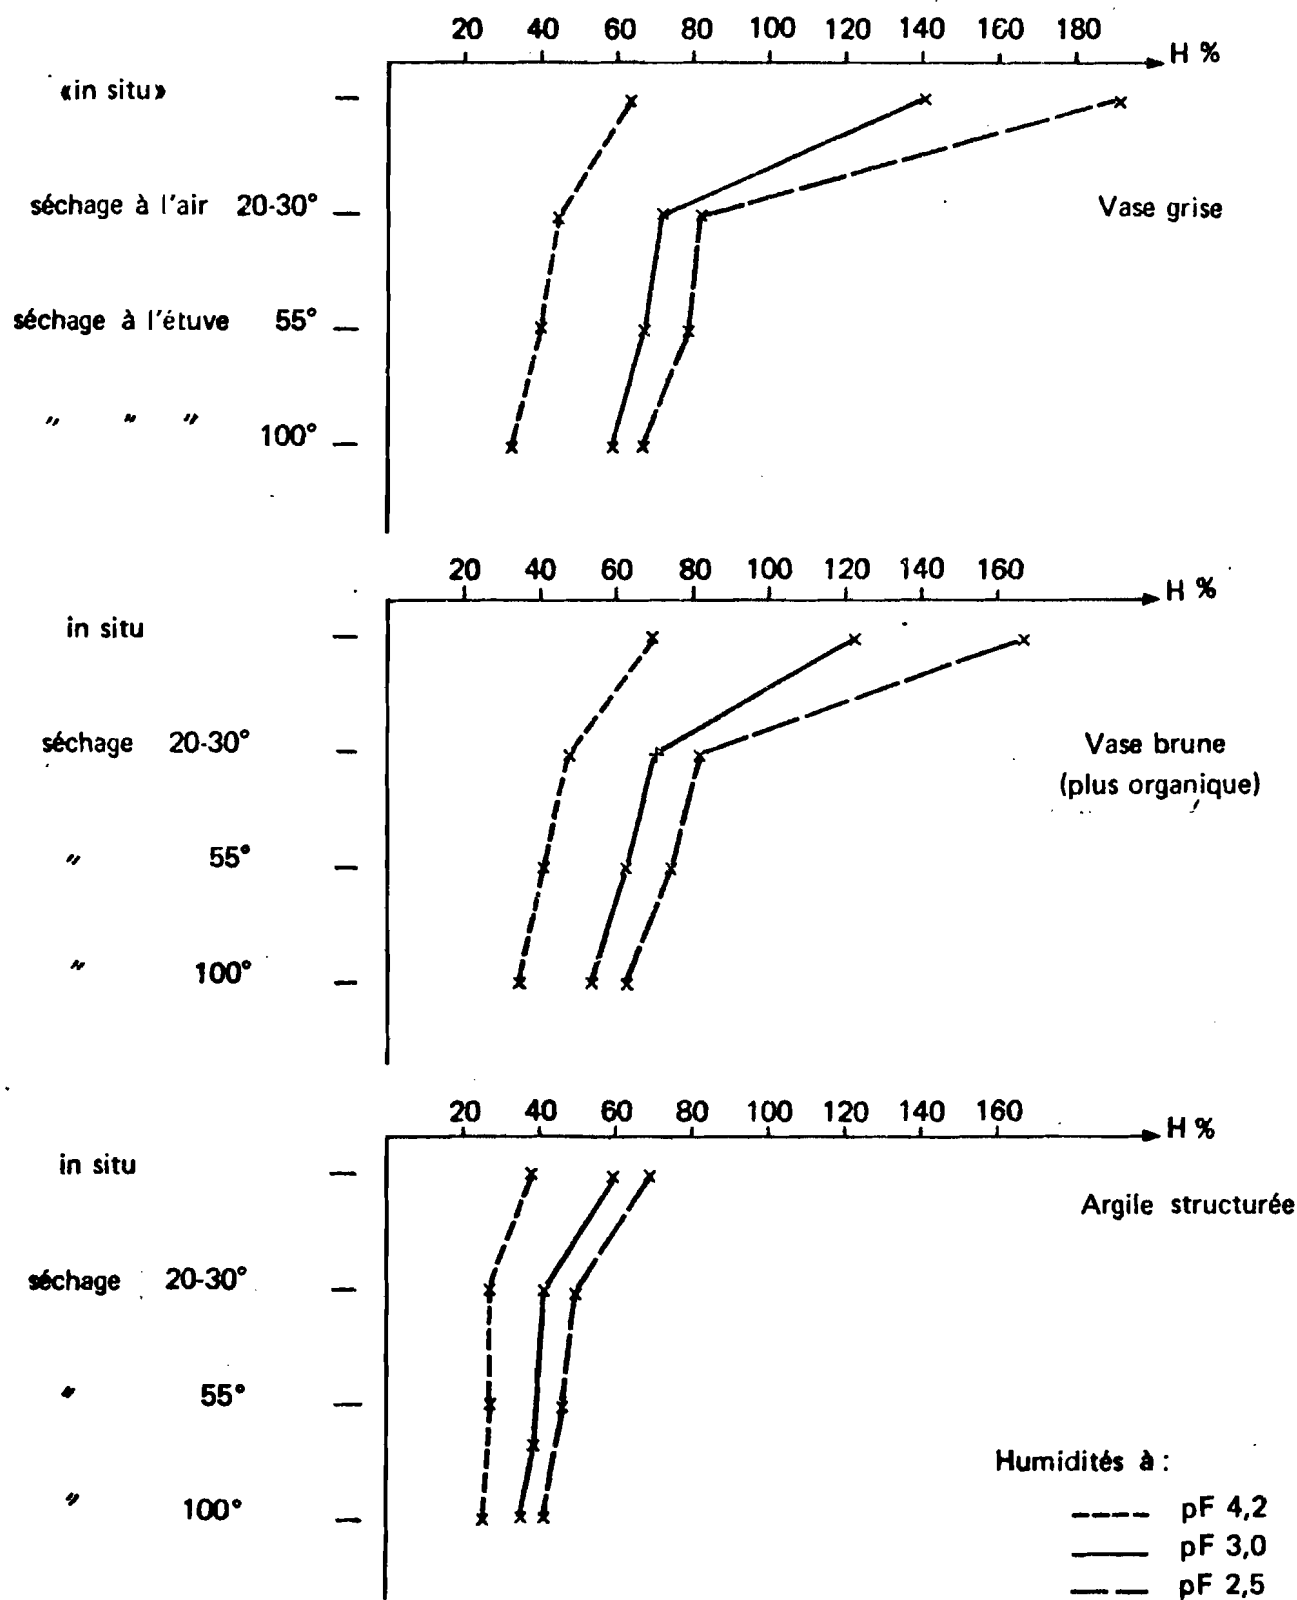 20 40 60 80 100 120 140 160 180
H %
«in situ»
séchage à l'air 20-30°
Vase grise
séchage à l'étuve 55°
" " " 100°
20 40 60 80 100 120 140 160
H %
in situ
séchage 20-30°
Vase brune
(plus organique)
" 55°
" 100°
20 40 60 80 100 120 140 160
H %
in situ
Argile structurée
séchage 20-30°
" 55°
Humidités à :
" 100°
pF 4,2
pF 3,0
pF 2,5